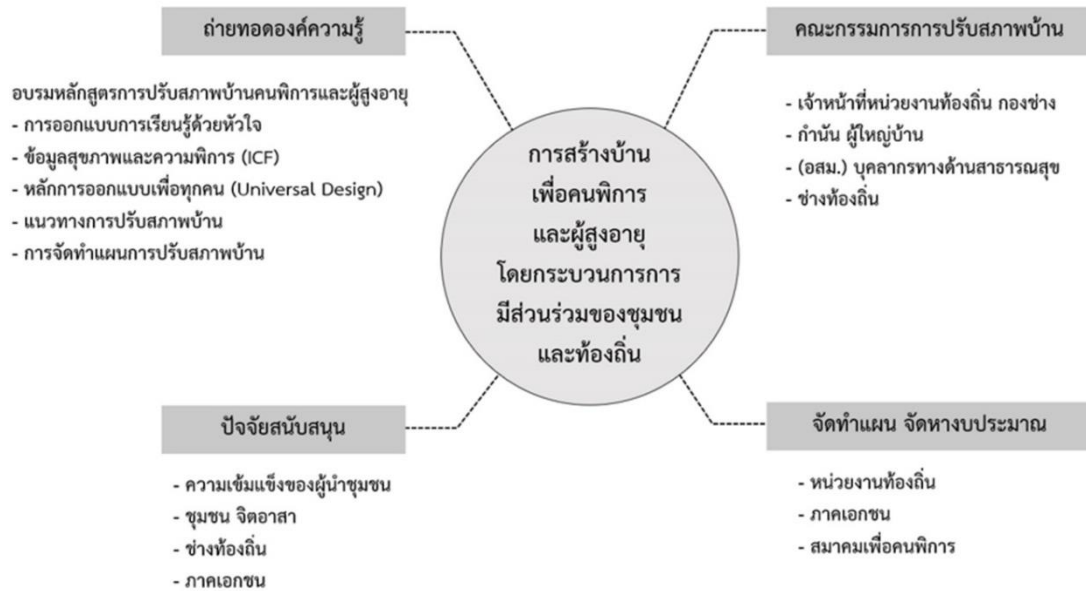 ถ่ายทอดองค์ความรู้
อบรมหลักสูตรการปรับสภาพบ้านคนพิการและผู้สูงอายุ
- การออกแบบการเรียนรู้ด้วยหัวใจ
- ข้อมูลสุขภาพและความพิการ (ICF)
- หลักการออกแบบเพื่อทุกคน (Universal Design)
- แนวทางการปรับสภาพบ้าน
- การจัดทำแผนการปรับสภาพบ้าน
คณะกรรมการการปรับสภาพบ้าน
- เจ้าหน้าที่หน่วยงานท้องถิ่น กองช่าง
- กำนัน ผู้ใหญ่บ้าน
- (อสม.) บุคลากรทางด้านสาธารณสุข
- ช่างท้องถิ่น
การสร้างบ้าน
เพื่อคนพิการ
และผู้สูงอายุ
โดยกระบวนการการ
มีส่วนร่วมของชุมชน
และท้องถิ่น
ปัจจัยสนับสนุน
- ความเข้มแข็งของผู้นำชุมชน
- ชุมชน จิตอาสา
- ช่างท้องถิ่น
- ภาคเอกชน
จัดทำแผน จัดหางบประมาณ
- หน่วยงานท้องถิ่น
- ภาคเอกชน
- สมาคมเพื่อคนพิการ